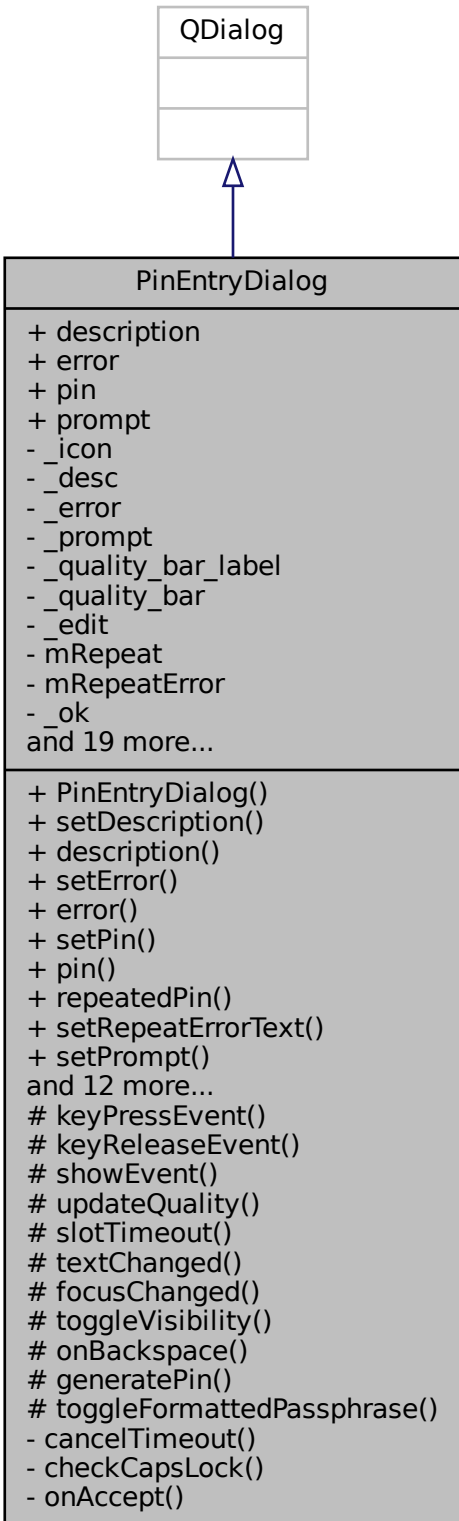 QDialog
PinEntryDialog
+ description
+ error
+ pin
+ prompt
- _icon
- _desc
- _error
- _prompt
- _quality_bar_label
- _quality_bar
- _edit
- mRepeat
- mRepeatError
- _ok
and 19 more...
+ PinEntryDialog()
+ setDescription()
+ description()
+ setError()
+ error()
+ setPin()
+ pin()
+ repeatedPin()
+ setRepeatErrorText()
+ setPrompt()
and 12 more...
# keyPressEvent()
# keyReleaseEvent()
# showEvent()
# updateQuality()
# slotTimeout()
# textChanged()
# focusChanged()
# toggleVisibility()
# onBackspace()
# generatePin()
# toggleFormattedPassphrase()
- cancelTimeout()
- checkCapsLock()
- onAccept()